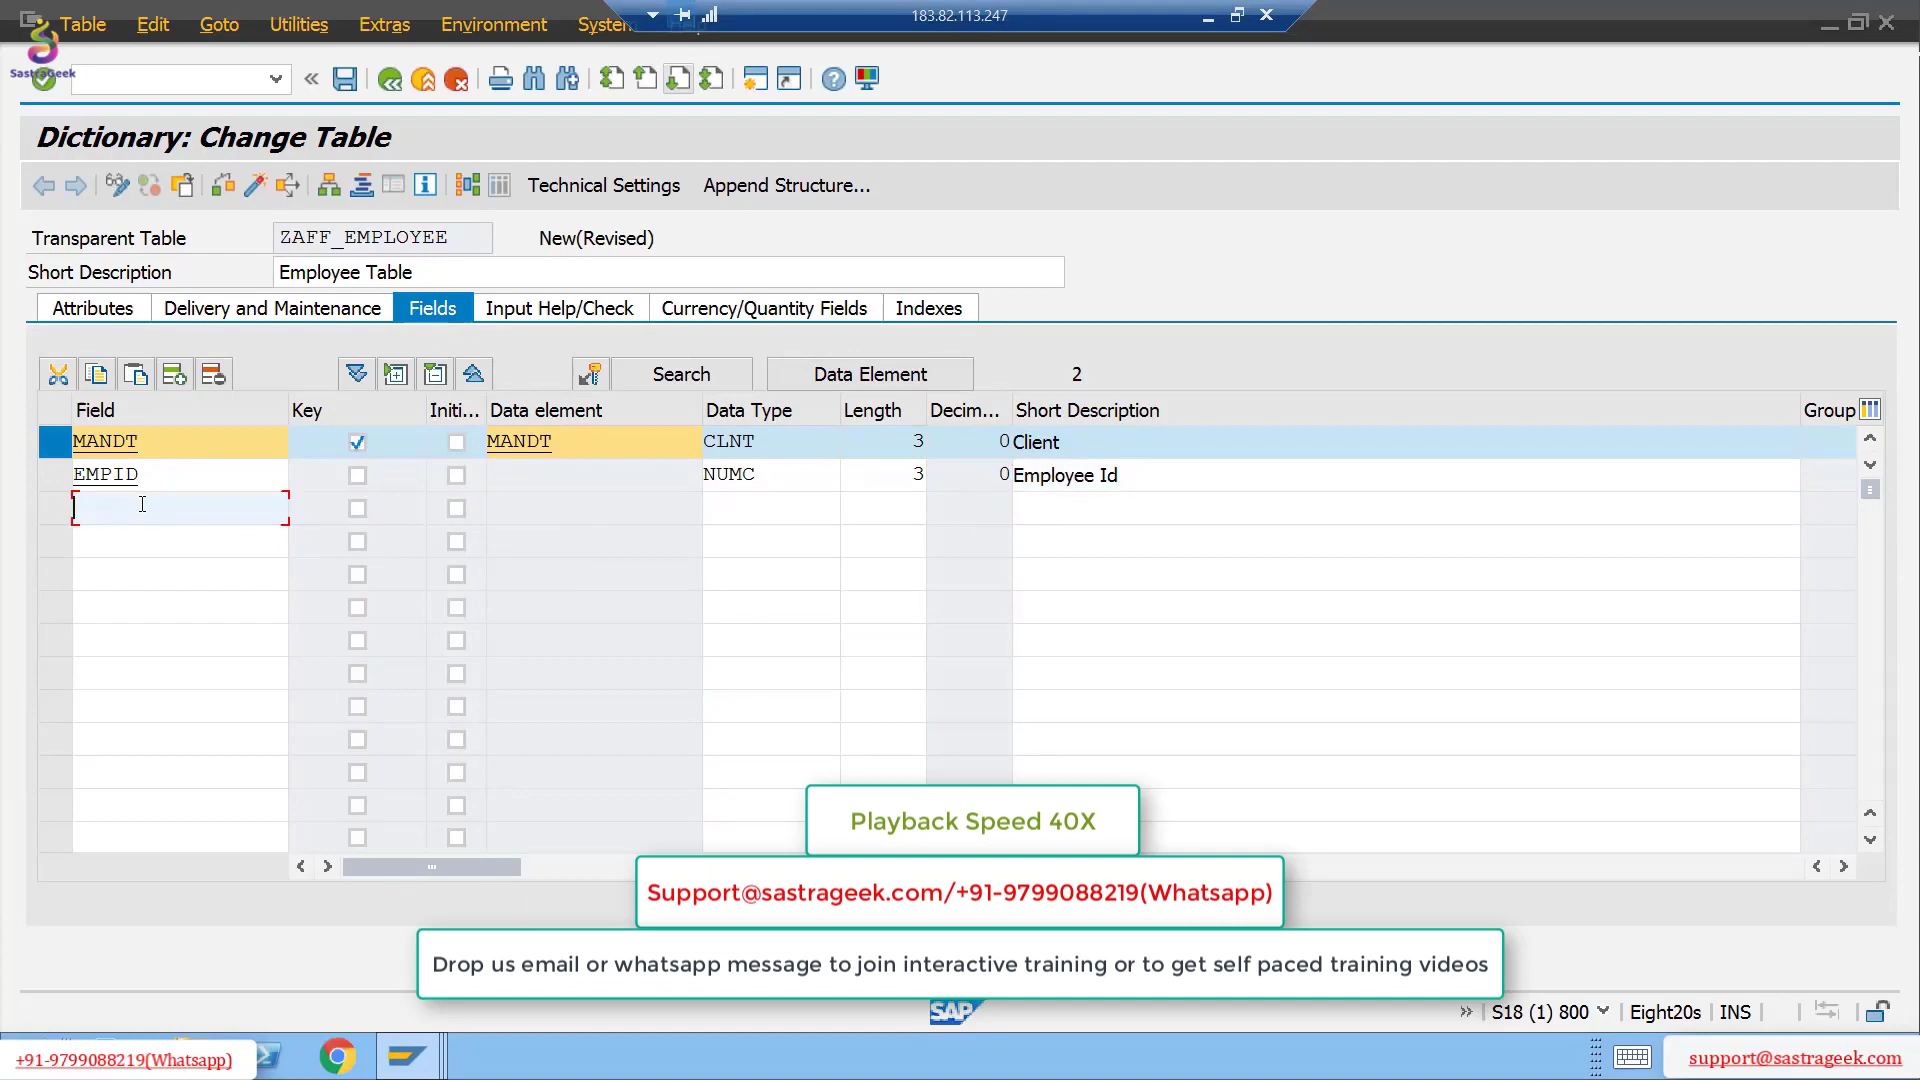 Table Edit Goto Utilities Extras Environment System
183.82.113.247
SastraGeek
Dictionary: Change Table
Technical Settings Append Structure...
Transparent Table ZAFF_EMPLOYEE New(Revised)
Short Description Employee Table
Attributes Delivery and Maintenance Fields Input Help/Check Currency/Quantity Fields Indexes
Search Data Element 2
Field Key Initi... Data element Data Type Length Decim... Short Description Group
MANDT MANDT CLNT 3 0 Client
EMPID NUMC 3 0 Employee Id
Playback Speed 40X
Support@sastrageek.com/+91-9799088219(Whatsapp)
Drop us email or whatsapp message to join interactive training or to get self paced training videos
SAP
S18 (1) 800 Eight20s INS
+91-9799088219(Whatsapp)
support@sastrageek.com